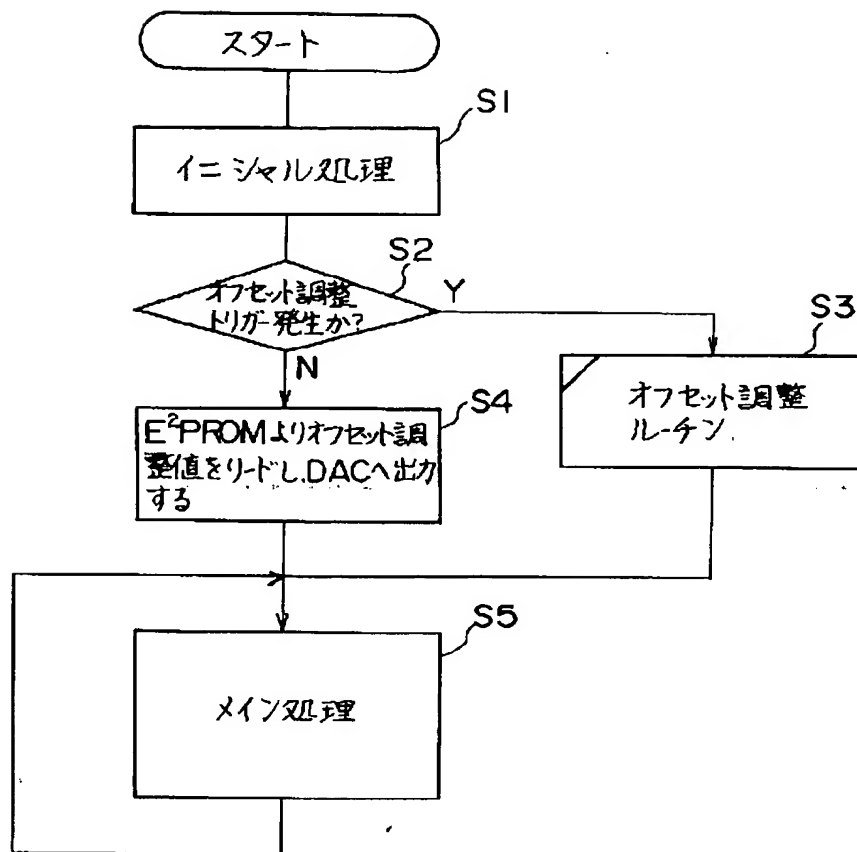 スタート
S1
イニシャル処理
S2
オフセット調整
トリガー発生か?
Y
N
S3
オフセット調整
ルーチン.
S4
E²PROMよりオフセット調
整値をリードし,DACへ出力
する
S5
メイン処理